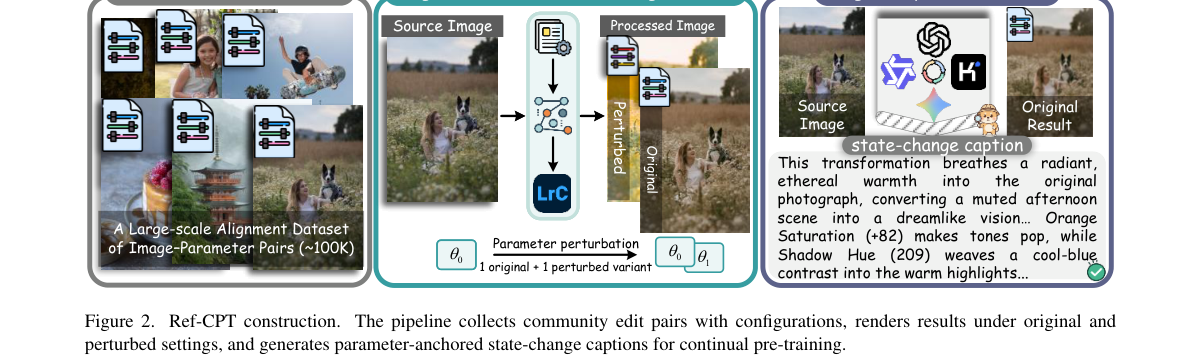 A Large-scale Alignment Dataset
of Image-Parameter Pairs (~100K)
Source Image
Processed Image
Perturbed
Original
LrC
θ0
Parameter perturbation
1 original + 1 perturbed variant
θ0
θ1
Source
Image
Original
Result
state-change caption
This transformation breathes a radiant,
ethereal warmth into the original
photograph, converting a muted afternoon
scene into a dreamlike vision... Orange
Saturation (+82) makes tones pop, while
Shadow Hue (209) weaves a cool-blue
contrast into the warm highlights...
Figure 2. Ref-CPT construction. The pipeline collects community edit pairs with configurations, renders results under original and
perturbed settings, and generates parameter-anchored state-change captions for continual pre-training.